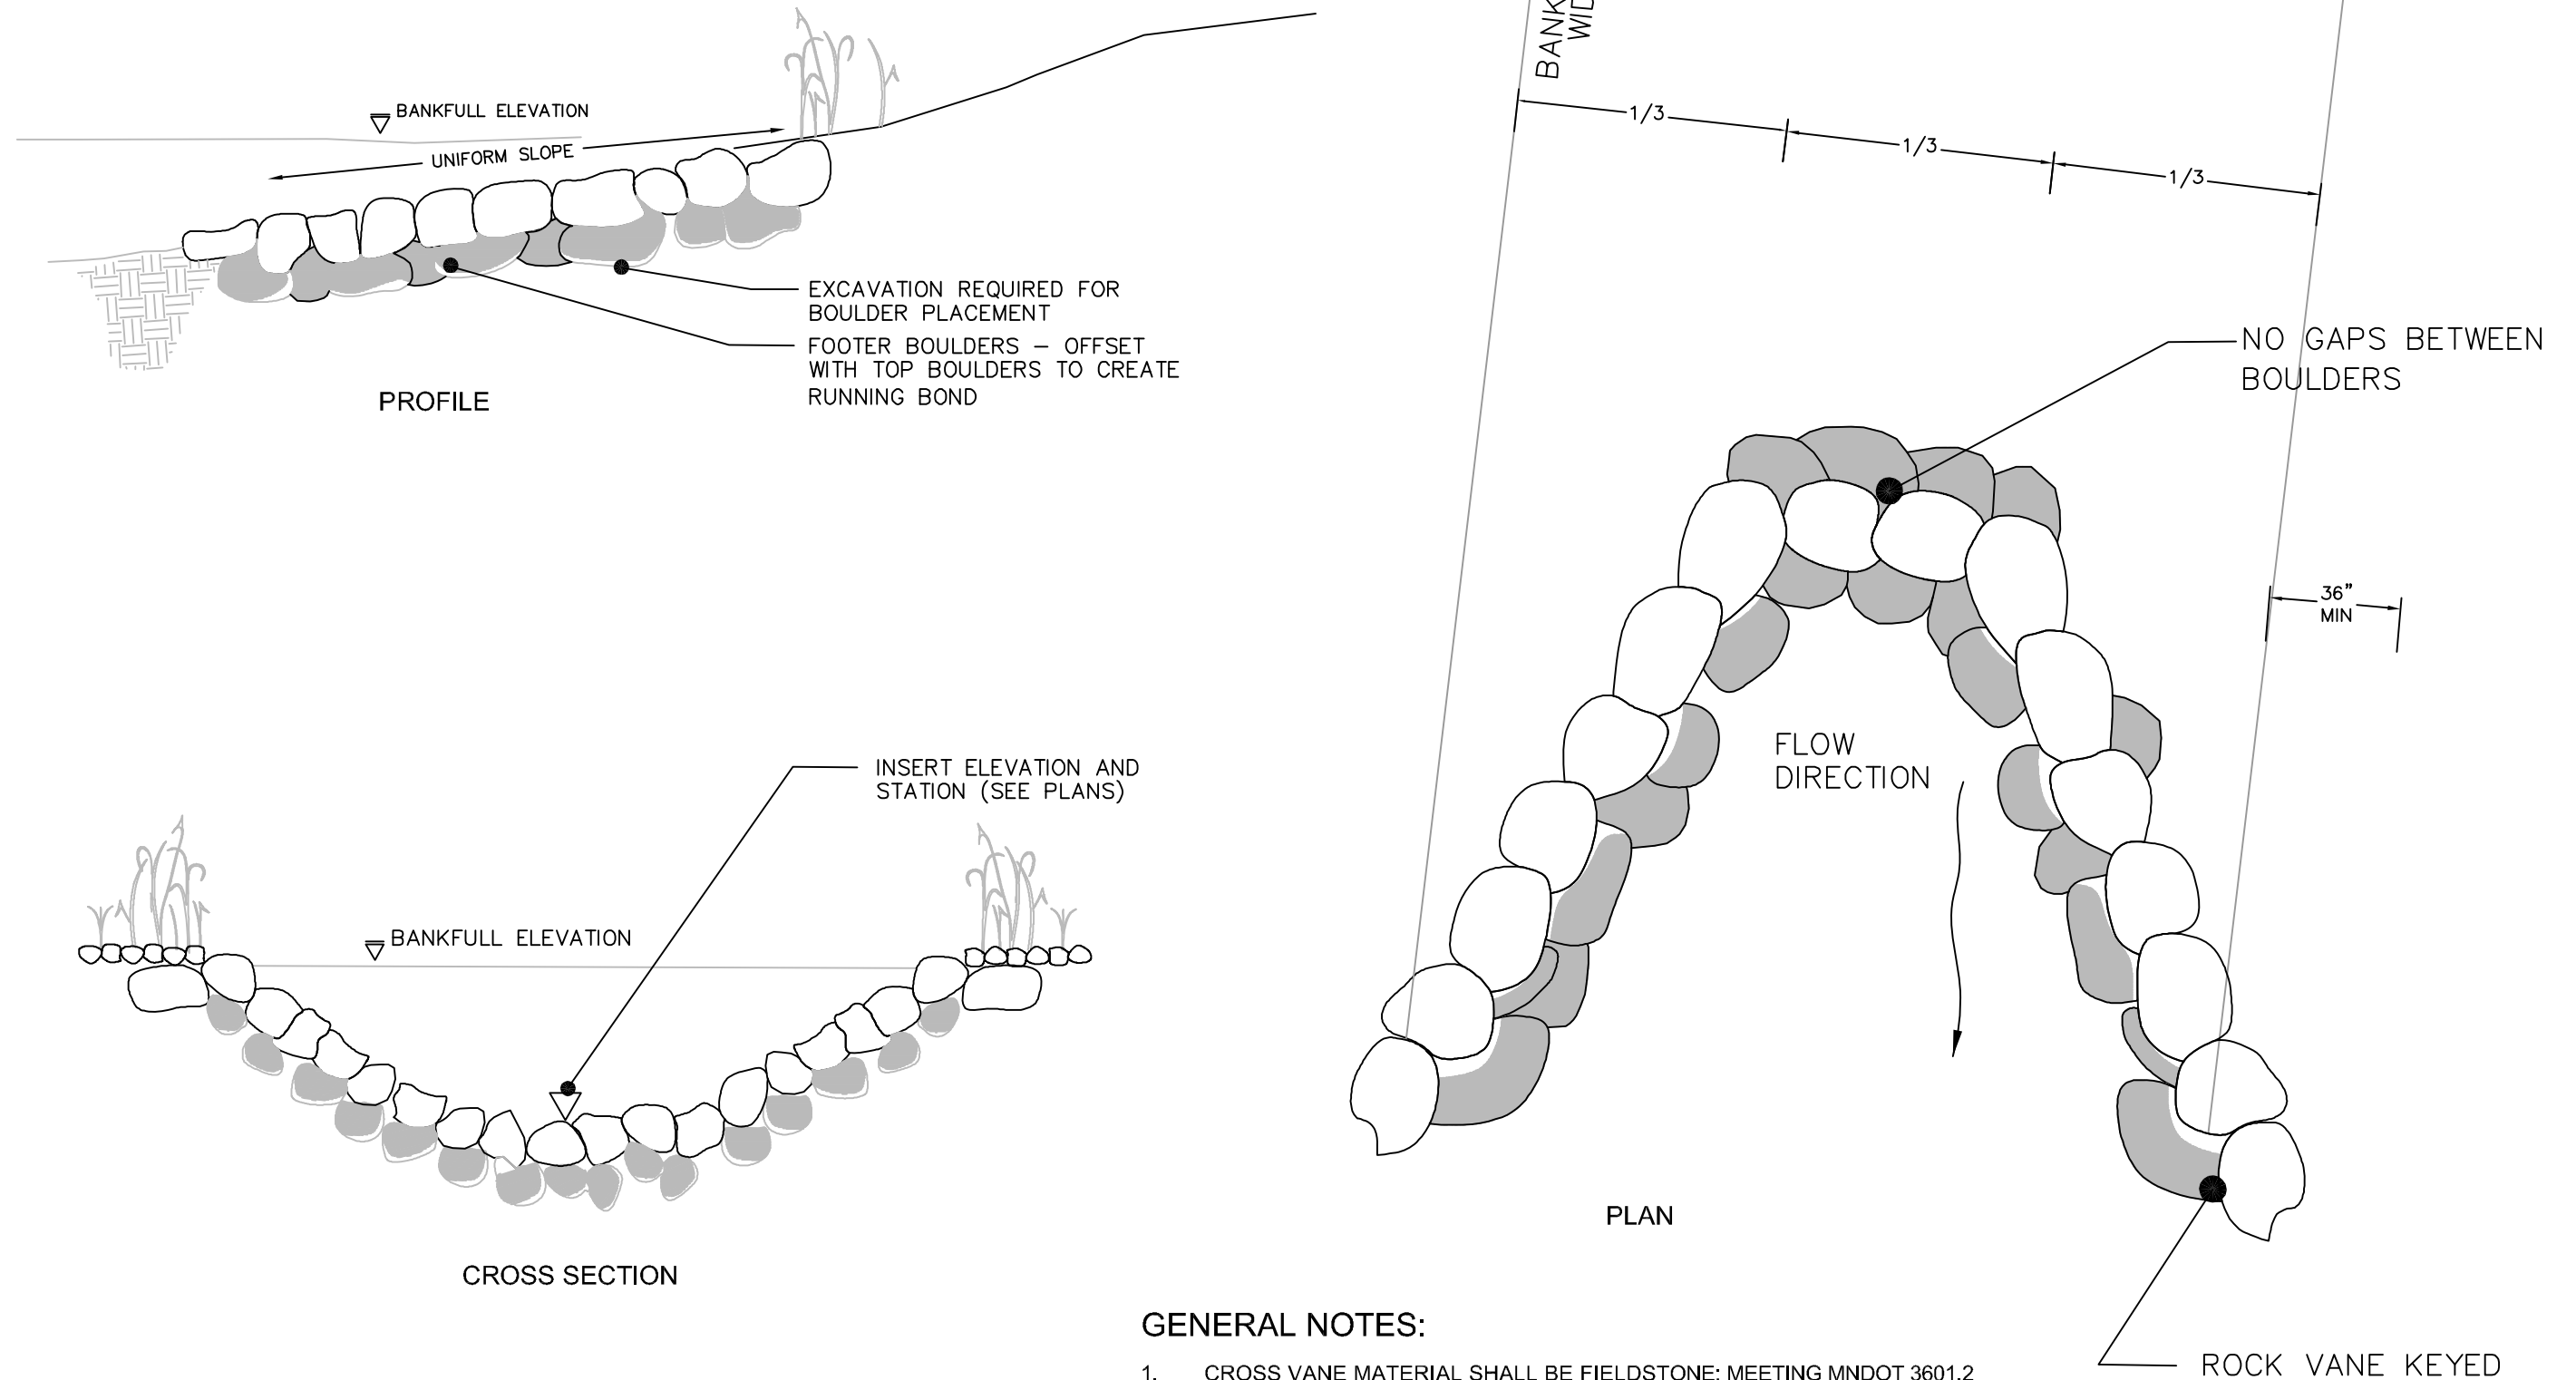 BANKFULL ELEVATION
UNIFORM SLOPE
EXCAVATION REQUIRED FOR
BOULDER PLACEMENT
FOOTER BOULDERS – OFFSET
WITH TOP BOULDERS TO CREATE
RUNNING BOND
PROFILE
INSERT ELEVATION AND
STATION (SEE PLANS)
BANKFULL ELEVATION
CROSS SECTION
1/3
1/3
1/3
NO GAPS BETWEEN
BOULDERS
36"
MIN
FLOW
DIRECTION
PLAN
ROCK VANE KEYED
GENERAL NOTES:
1. CROSS VANE MATERIAL SHALL BE FIELDSTONE; MEETING MNDOT 3601.2